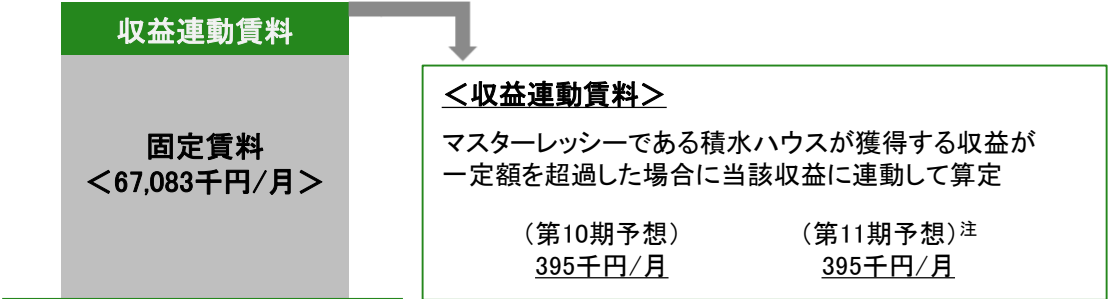 収益連動賃料
固定賃料
＜67,083千円/月＞
＜収益連動賃料＞
マスターレッシーである積水ハウスが獲得する収益が
一定額を超過した場合に当該収益に連動して算定
（第10期予想） （第11期予想）注
395千円/月 395千円/月